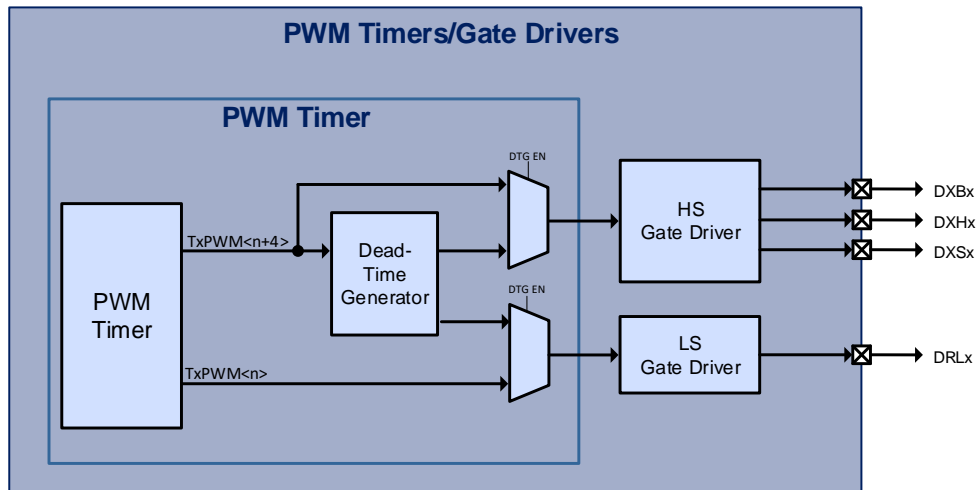 PWM Timers/Gate Drivers
PWM Timer
DTG EN
HS
Gate Driver
DXBx
DXHx
DXSx
TxPWM<n+4>
Dead-
Time
Generator
PWM
Timer
DTG EN
LS
Gate Driver
DRLx
TxPWM<n>